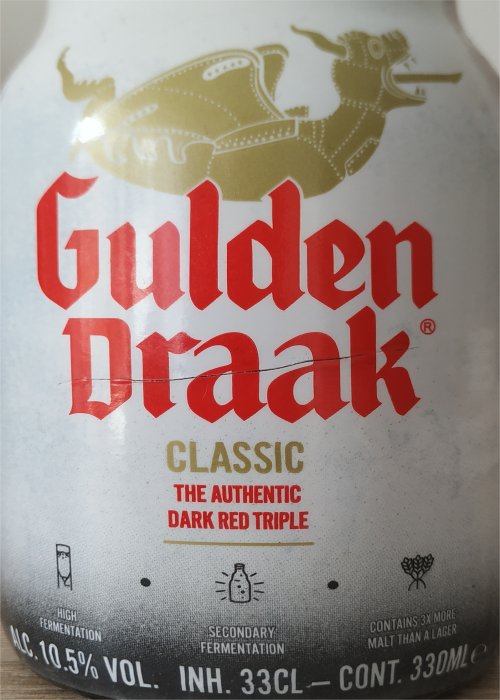 Gulden
Draak®
CLASSIC
THE AUTHENTIC
DARK RED TRIPLE
HIGH
FERMENTATION
SECONDARY
FERMENTATION
CONTAINS 3X MORE
MALT THAN A LAGER
ALC. 10.5% VOL. INH. 33CL – CONT. 330ML ℮